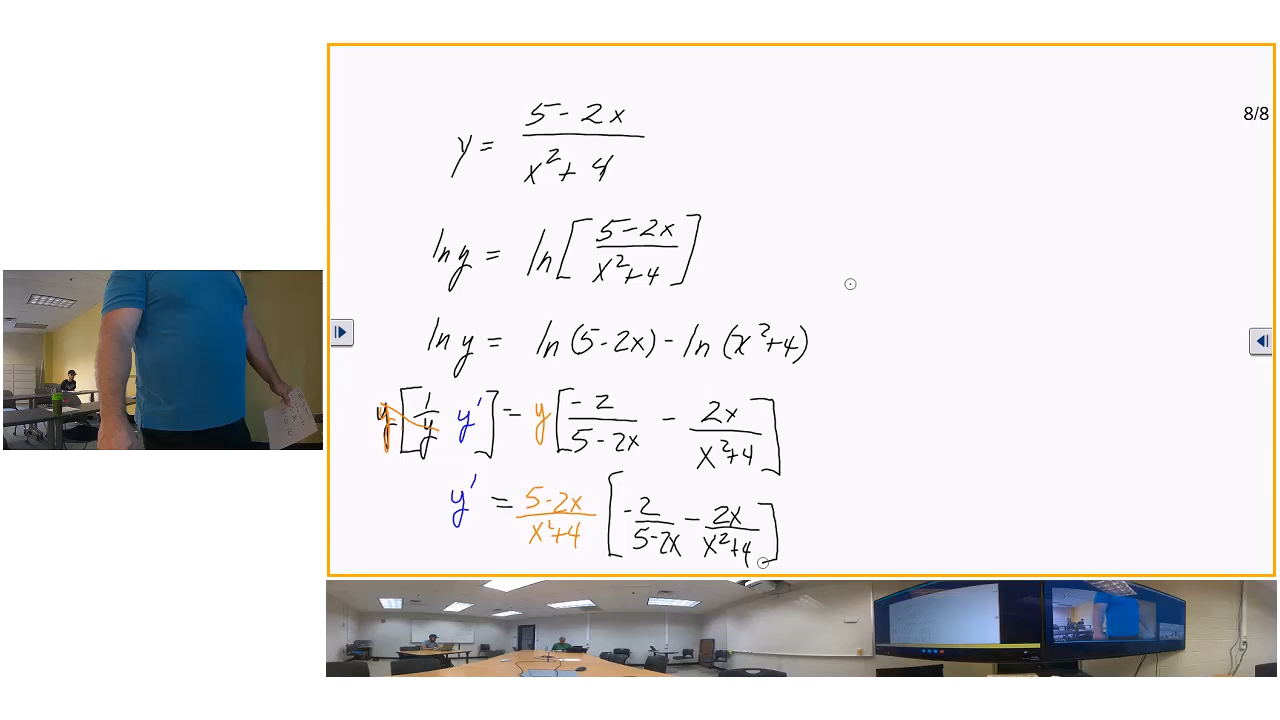 8/8
y = (5 - 2x)/(x² + 4)
ln y = ln[(5 - 2x)/(x² + 4)]
ln y = ln(5 - 2x) - ln(x² + 4)
y[1/y y'] = y[-2/(5 - 2x) - 2x/(x² + 4)]
y' = (5 - 2x)/(x² + 4) [-2/(5 - 2x) - 2x/(x² + 4)]